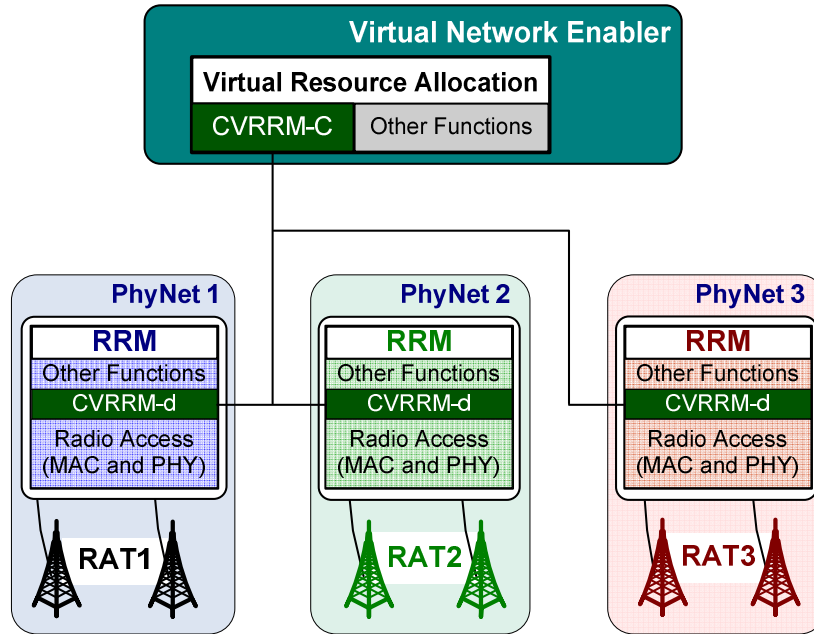 Virtual Network Enabler
Virtual Resource Allocation
CVRRM-C
Other Functions
PhyNet 1
RRM
Other Functions
CVRRM-d
Radio Access
(MAC and PHY)
RAT1
PhyNet 2
RRM
Other Functions
CVRRM-d
Radio Access
(MAC and PHY)
RAT2
PhyNet 3
RRM
Other Functions
CVRRM-d
Radio Access
(MAC and PHY)
RAT3